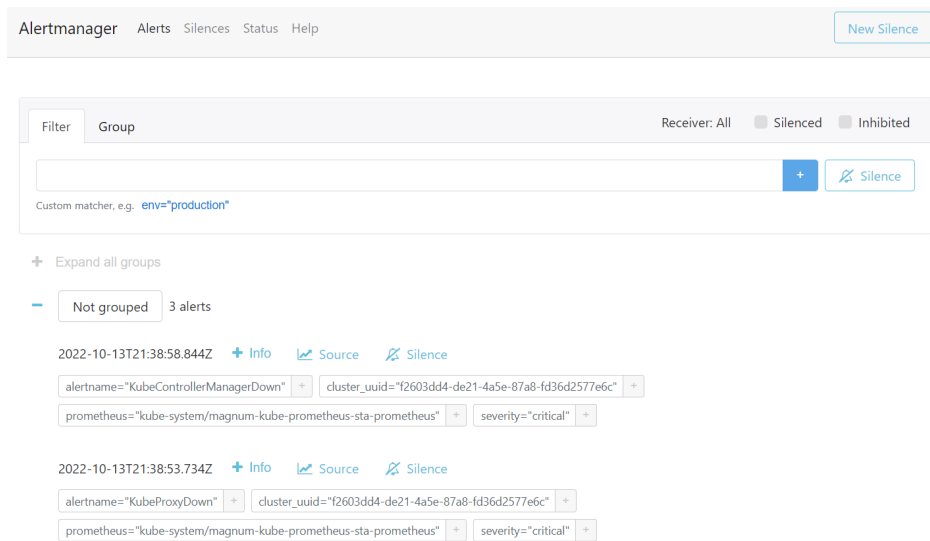 Alertmanager Alerts Silences Status Help New Silence
Filter Group Receiver: All Silenced Inhibited
+ Silence
Custom matcher, e.g. env="production"
+ Expand all groups
− Not grouped 3 alerts
2022-10-13T21:38:58.844Z + Info Source Silence
alertname="KubeControllerManagerDown" + cluster_uuid="f2603dd4-de21-4a5e-87a8-fd36d2577e6c" +
prometheus="kube-system/magnum-kube-prometheus-sta-prometheus" + severity="critical" +
2022-10-13T21:38:53.734Z + Info Source Silence
alertname="KubeProxyDown" + cluster_uuid="f2603dd4-de21-4a5e-87a8-fd36d2577e6c" +
prometheus="kube-system/magnum-kube-prometheus-sta-prometheus" + severity="critical" +